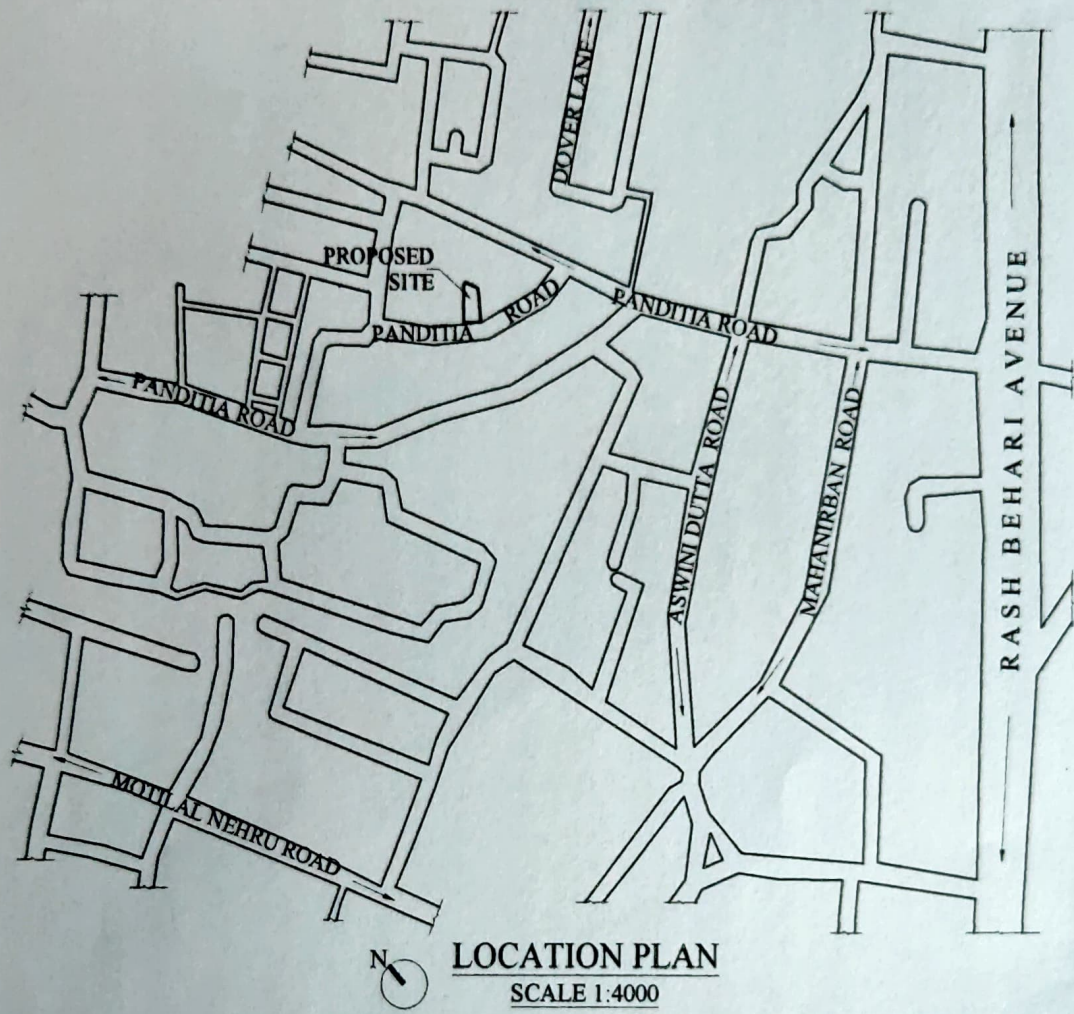 DOVER LANE
PROPOSED
SITE
PANDITIA
ROAD
PANDITIA ROAD
PANDITIA ROAD
ASWINI DUTTA ROAD
MAHANIRBAN ROAD
RASH BEHARI AVENUE
MOTILAL NEHRU ROAD
N
LOCATION PLAN
SCALE 1:4000